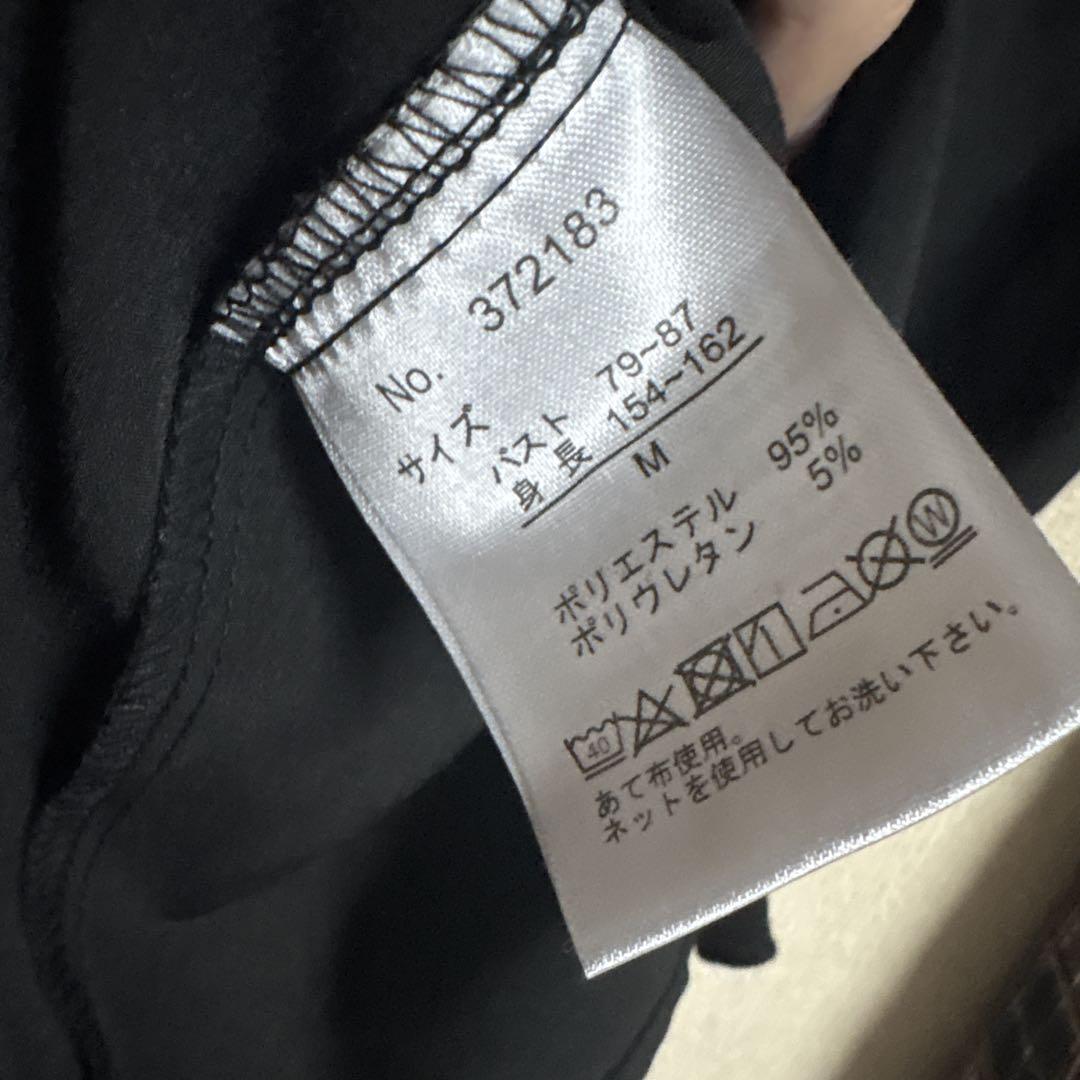 No. 372183
サイズ
バスト 79~87
身長 154~162
M
ポリエステル 95%
ポリウレタン 5%
40 W
あて布使用。
ネットを使用してお洗い下さい。